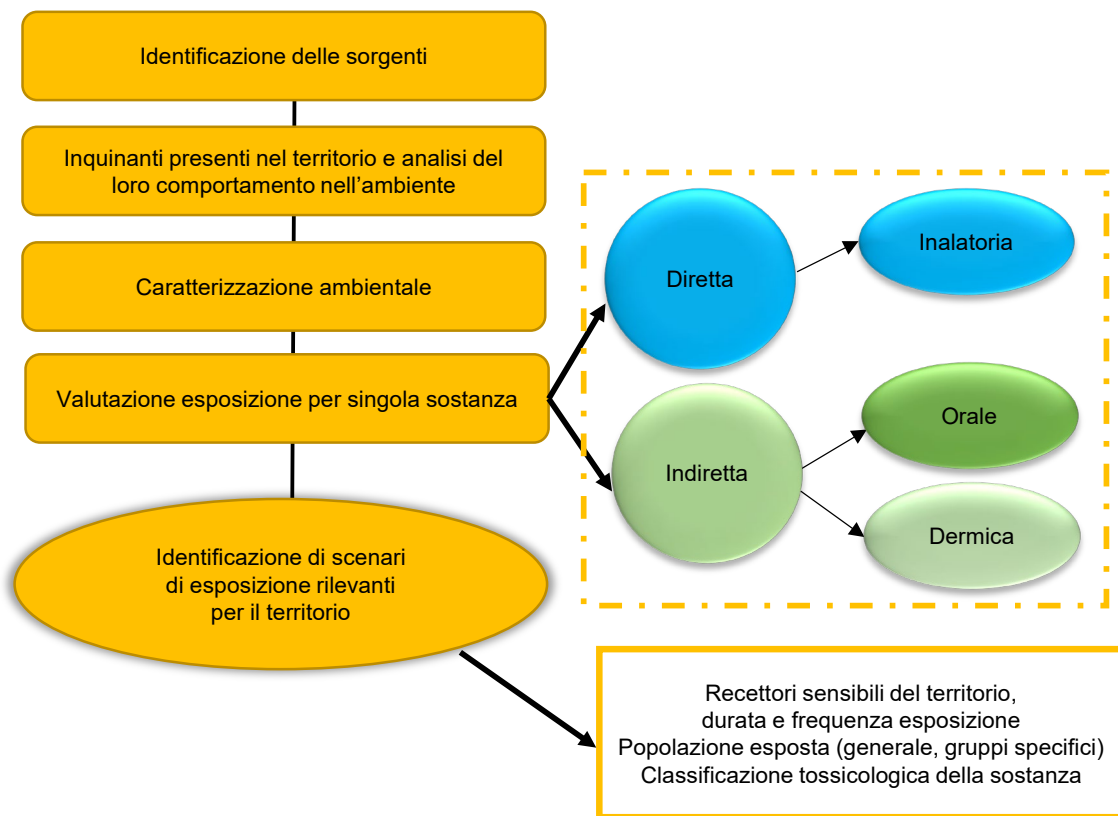 Identificazione delle sorgenti
Inquinanti presenti nel territorio e analisi del
loro comportamento nell'ambiente
Caratterizzazione ambientale
Valutazione esposizione per singola sostanza
Diretta
Inalatoria
Indiretta
Orale
Dermica
Identificazione di scenari
di esposizione rilevanti
per il territorio
Recettori sensibili del territorio,
durata e frequenza esposizione
Popolazione esposta (generale, gruppi specifici)
Classificazione tossicologica della sostanza